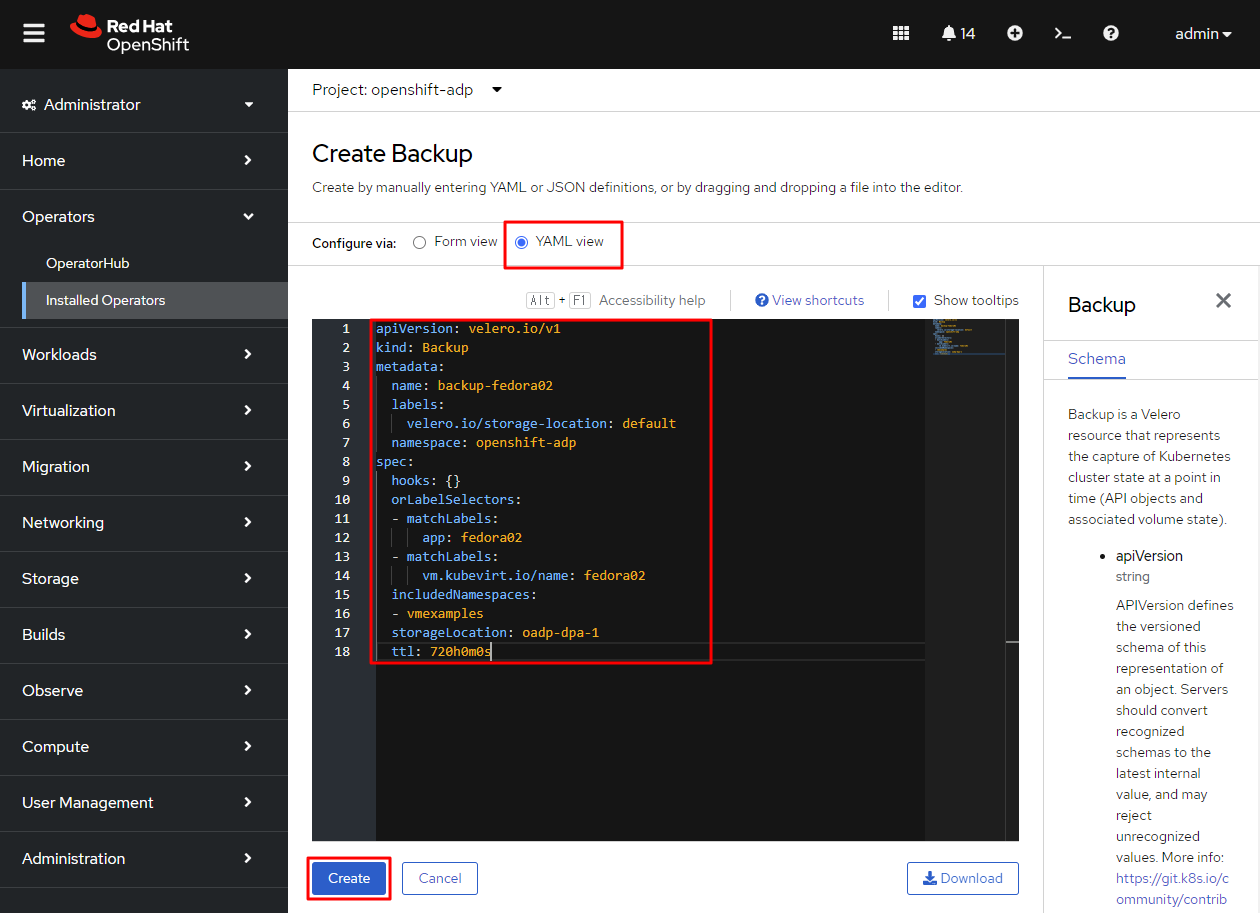 Red Hat
OpenShift
14
admin
Administrator
Home
Operators
OperatorHub
Installed Operators
Workloads
Virtualization
Migration
Networking
Storage
Builds
Observe
Compute
User Management
Administration
Project: openshift-adp
Create Backup
Create by manually entering YAML or JSON definitions, or by dragging and dropping a file into the editor.
Configure via: Form view YAML view
Alt + F1 Accessibility help View shortcuts Show tooltips
1 apiVersion: velero.io/v1
2 kind: Backup
3 metadata:
4   name: backup-fedora02
5   labels:
6     velero.io/storage-location: default
7   namespace: openshift-adp
8 spec:
9   hooks: {}
10   orLabelSelectors:
11   - matchLabels:
12       app: fedora02
13   - matchLabels:
14       vm.kubevirt.io/name: fedora02
15   includedNamespaces:
16   - vmexamples
17   storageLocation: oadp-dpa-1
18   ttl: 720h0m0s
Create
Cancel
Download
Backup
Schema
Backup is a Velero
resource that represents
the capture of Kubernetes
cluster state at a point in
time (API objects and
associated volume state).
• apiVersion
string
APIVersion defines
the versioned
schema of this
representation of
an object. Servers
should convert
recognized
schemas to the
latest internal
value, and may
reject
unrecognized
values. More info:
https://git.k8s.io/c
ommunity/contrib